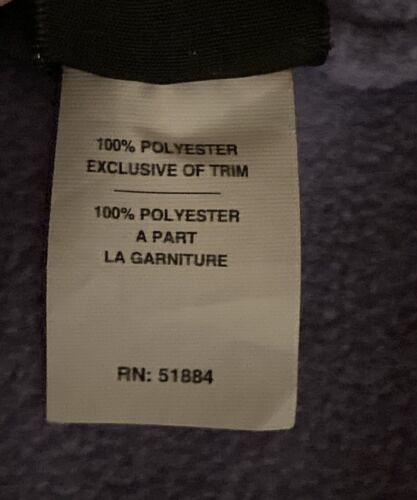 100% POLYESTER
EXCLUSIVE OF TRIM
100% POLYESTER
A PART
LA GARNITURE
RN: 51884